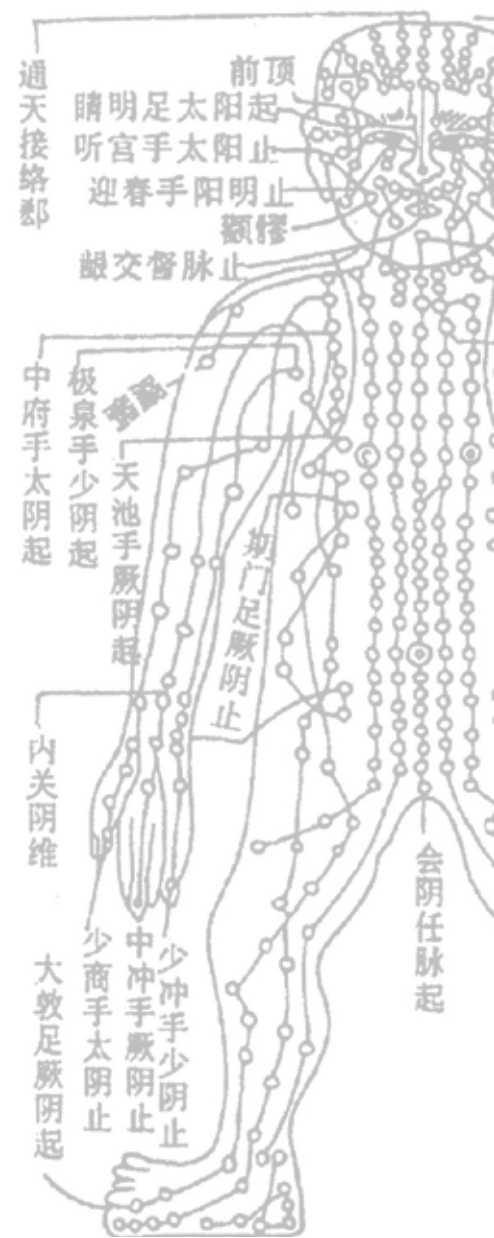 通天接络郄
前顶
睛明足太阳起
听宫手太阳止
迎春手阳明止
颧髎
龈交督脉止
中府手太阴起
极泉手少阴起
天池手厥阴起
期门足厥阴止
内关阴维
会阴任脉起
少冲手少阴止
中冲手厥阴止
少商手太阴止
大敦足厥阴起